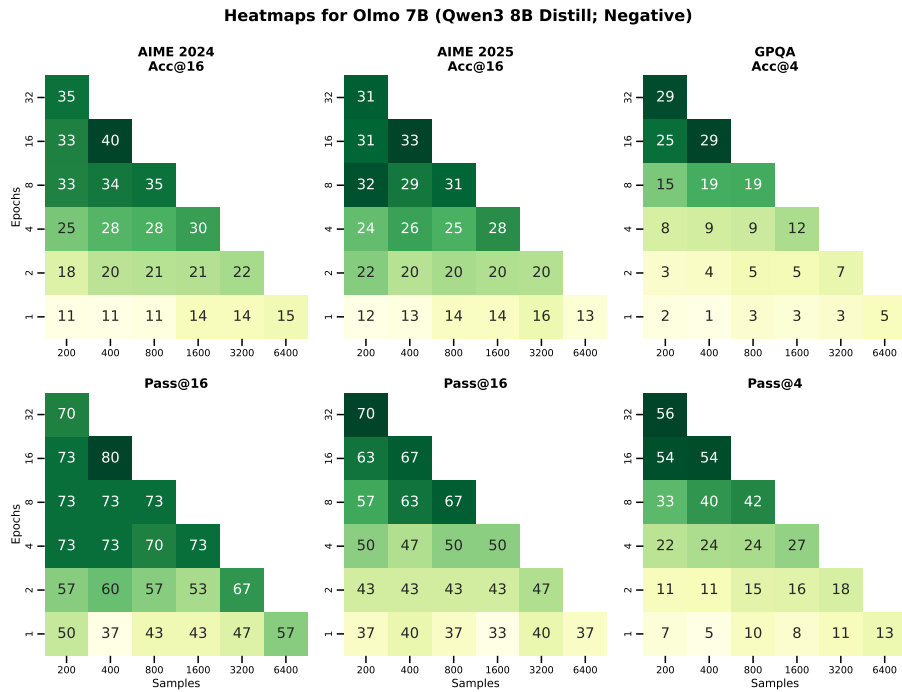 Heatmaps for Olmo 7B (Qwen3 8B Distill; Negative)
AIME 2024
Acc@16
32
35
16
33 40
8
33 34 35
4
25 28 28 30
2
18 20 21 21 22
1
11 11 11 14 14 15
200 400 800 1600 3200 6400
Epochs
AIME 2025
Acc@16
32
31
16
31 33
8
32 29 31
4
24 26 25 28
2
22 20 20 20 20
1
12 13 14 14 16 13
200 400 800 1600 3200 6400
GPQA
Acc@4
32
29
16
25 29
8
15 19 19
4
8 9 9 12
2
3 4 5 5 7
1
2 1 3 3 3 5
200 400 800 1600 3200 6400
Pass@16
32
70
16
73 80
8
73 73 73
4
73 73 70 73
2
57 60 57 53 67
1
50 37 43 43 47 57
200 400 800 1600 3200 6400
Epochs
Samples
Pass@16
32
70
16
63 67
8
57 63 67
4
50 47 50 50
2
43 43 43 43 47
1
37 40 37 33 40 37
200 400 800 1600 3200 6400
Samples
Pass@4
32
56
16
54 54
8
33 40 42
4
22 24 24 27
2
11 11 15 16 18
1
7 5 10 8 11 13
200 400 800 1600 3200 6400
Samples